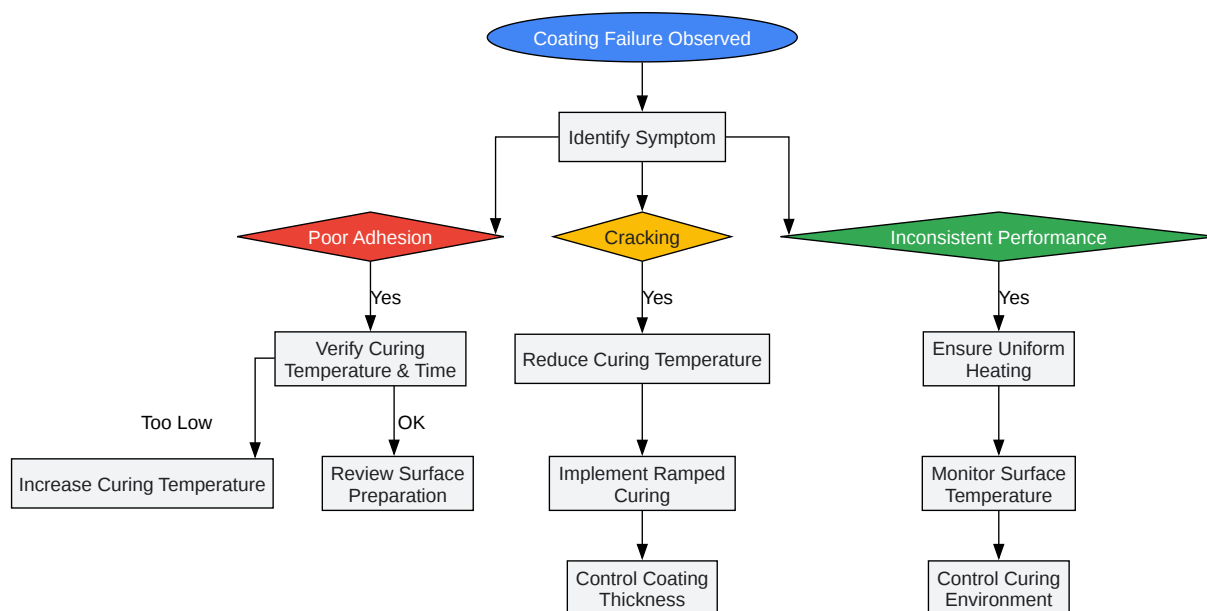 Coating Failure Observed
Identify Symptom
Poor Adhesion
Cracking
Inconsistent Performance
Yes
Yes
Yes
Verify Curing
Temperature & Time
Reduce Curing Temperature
Ensure Uniform
Heating
Too Low
OK
Increase Curing Temperature
Review Surface
Preparation
Implement Ramped
Curing
Monitor Surface
Temperature
Control Coating
Thickness
Control Curing
Environment